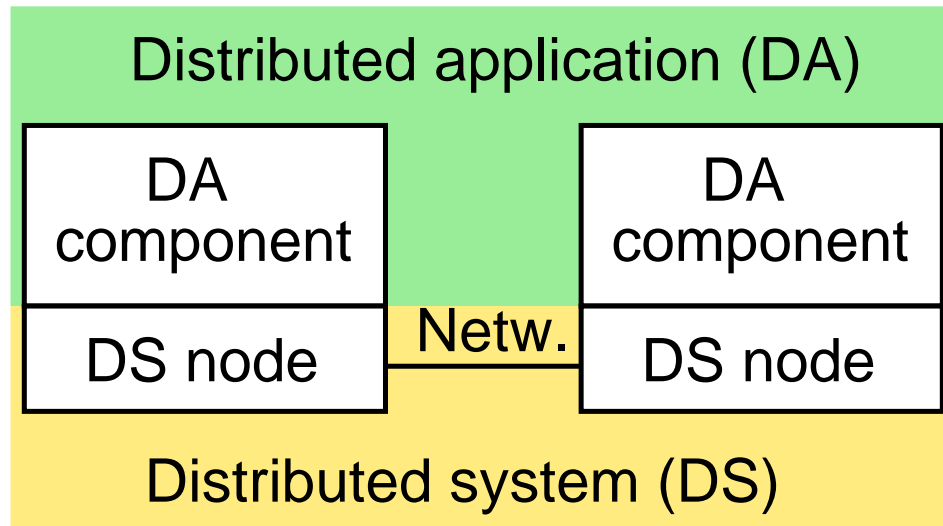 Distributed application (DA)
DA
component
DA
component
DS node
Netw.
DS node
Distributed system (DS)